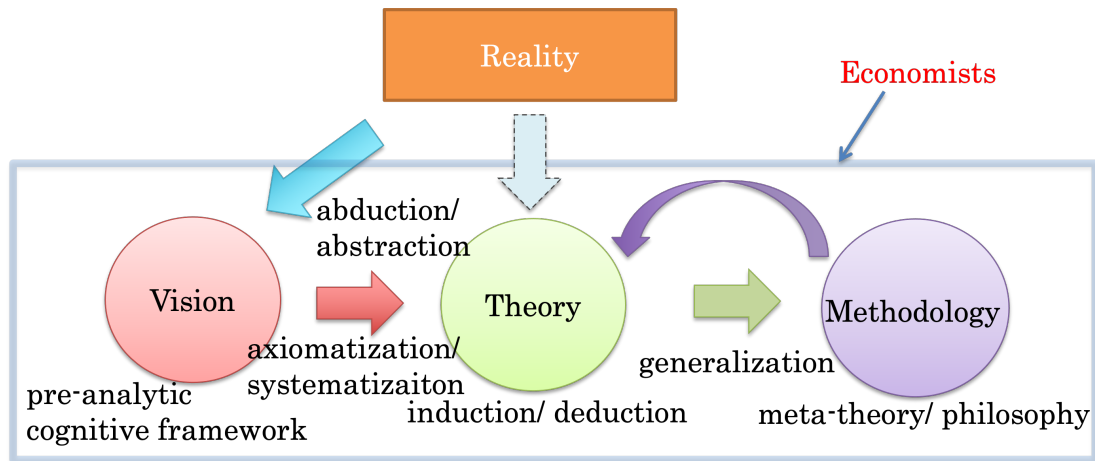 Reality
Economists
abduction/
abstraction
Vision
Theory
Methodology
axiomatization/
systematizaiton
generalization
pre-analytic
cognitive framework
induction/ deduction
meta-theory/ philosophy